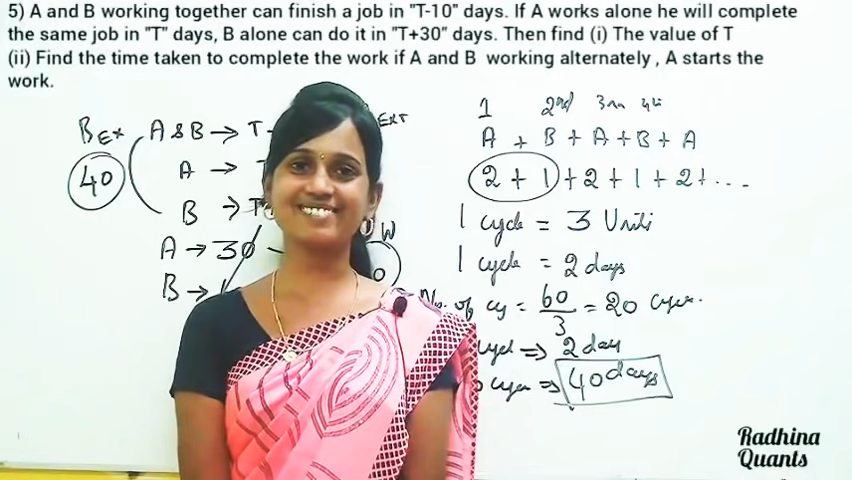 5) A and B working together can finish a job in "T-10" days. If A works alone he will complete
the same job in "T" days, B alone can do it in "T+30" days. Then find (i) The value of T
(ii) Find the time taken to complete the work if A and B working alternately , A starts the
work.
1 2nd 3rd 4th
BEx A & B → T- Ext
A + B + A + B + A
40 A →
2 + 1 + 2 + 1 + 2 + ...
B → T
1 cycle = 3 Units
A → 30 W
1 cycle = 2 days
B →
No. of cy = 60/3 = 20 cycles.
cycle ⇒ 2 day
cycles ⇒ 40 days
Radhina
Quants